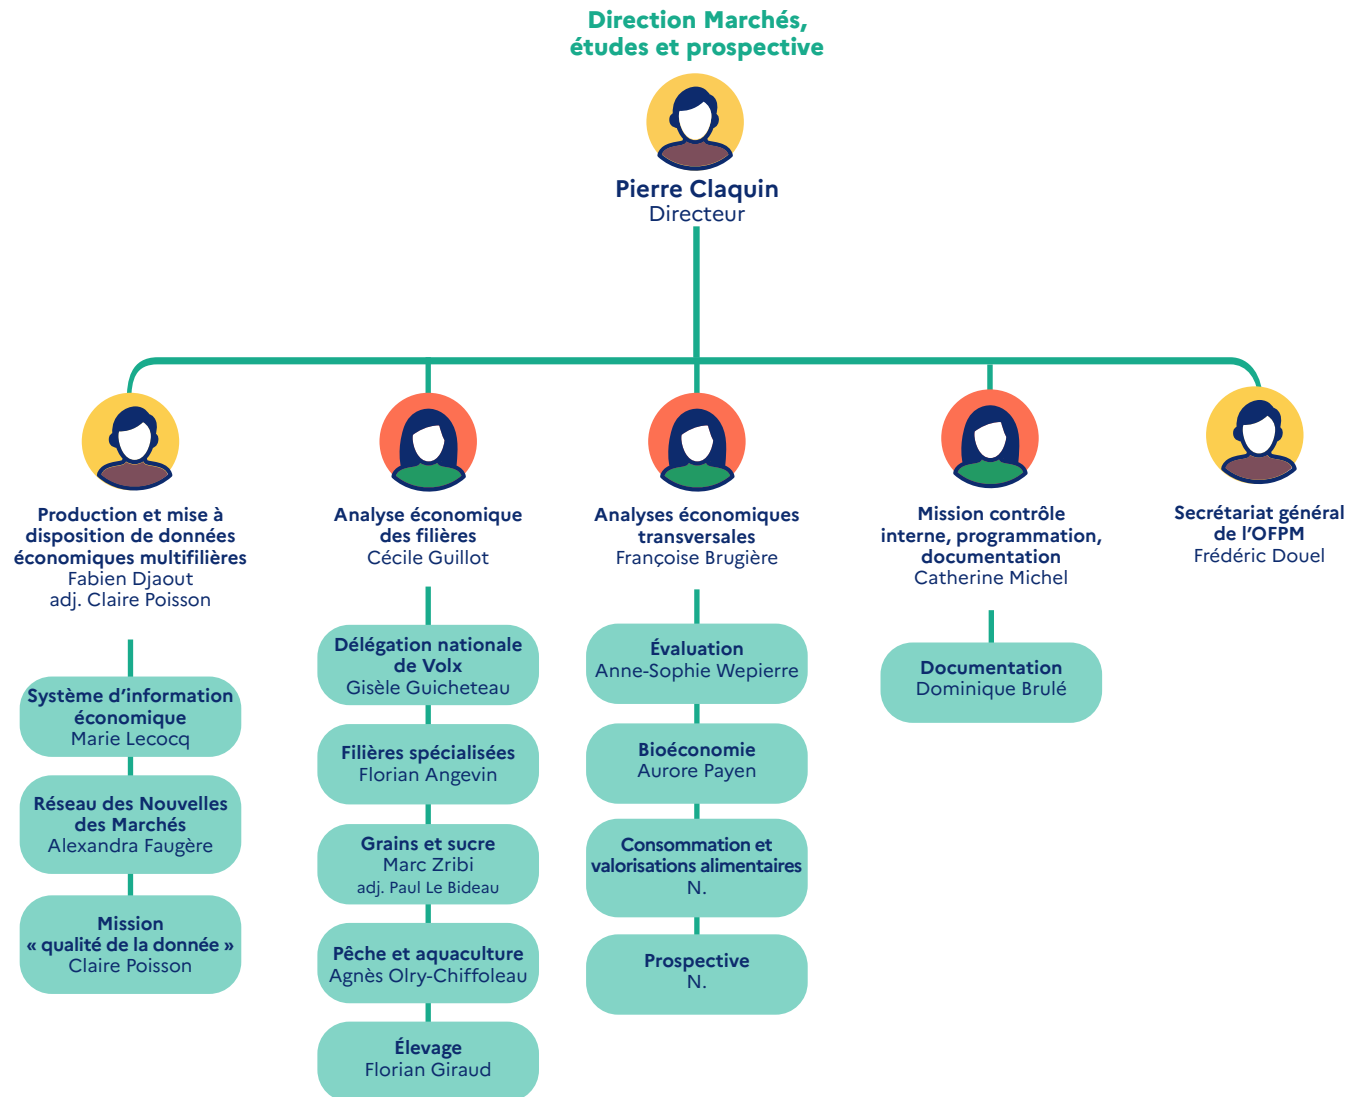 Direction Marchés,
études et prospective
Pierre Claquin
Directeur
Production et mise à
disposition de données
économiques multifilières
Fabien Djaout
adj. Claire Poisson
Système d’information
économique
Marie Lecocq
Réseau des Nouvelles
des Marchés
Alexandra Faugère
Mission
« qualité de la donnée »
Claire Poisson
Analyse économique
des filières
Cécile Guillot
Délégation nationale
de Volx
Gisèle Guicheteau
Filières spécialisées
Florian Angevin
Grains et sucre
Marc Zribi
adj. Paul Le Bideau
Pêche et aquaculture
Agnès Olry-Chiffoleau
Élevage
Florian Giraud
Analyses économiques
transversales
Françoise Brugière
Évaluation
Anne-Sophie Wepierre
Bioéconomie
Aurore Payen
Consommation et
valorisations alimentaires
N.
Prospective
N.
Mission contrôle
interne, programmation,
documentation
Catherine Michel
Documentation
Dominique Brulé
Secrétariat général
de l’OFPM
Frédéric Douel